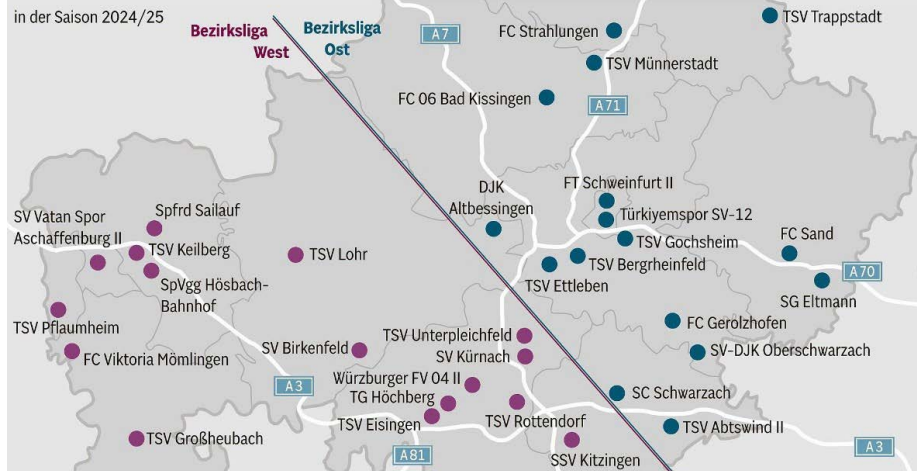 in der Saison 2024/25
Bezirksliga
West
Bezirksliga
Ost
A7
FC Strahlungen
TSV Trappstadt
TSV Münnerstadt
FC 06 Bad Kissingen
A71
DJK
Altbessingen
FT Schweinfurt II
Türkiyemspor SV-12
TSV Gochsheim
FC Sand
TSV Bergrheinfeld
TSV Ettleben
A70
SG Eltmann
SV Vatan Spor
Aschaffenburg II
Spfrd Sailauf
TSV Keilberg
SpVgg Hösbach-
Bahnhof
TSV Lohr
TSV Pflaumheim
FC Viktoria Mömlingen
FC Gerolzhofen
TSV Unterpleichfeld
SV Kürnach
SV-DJK Oberschwarzach
SV Birkenfeld
Würzburger FV 04 II
TG Höchberg
A3
SC Schwarzach
TSV Eisingen
TSV Rottendorf
TSV Abtswind II
TSV Großheubach
A81
SSV Kitzingen
A3